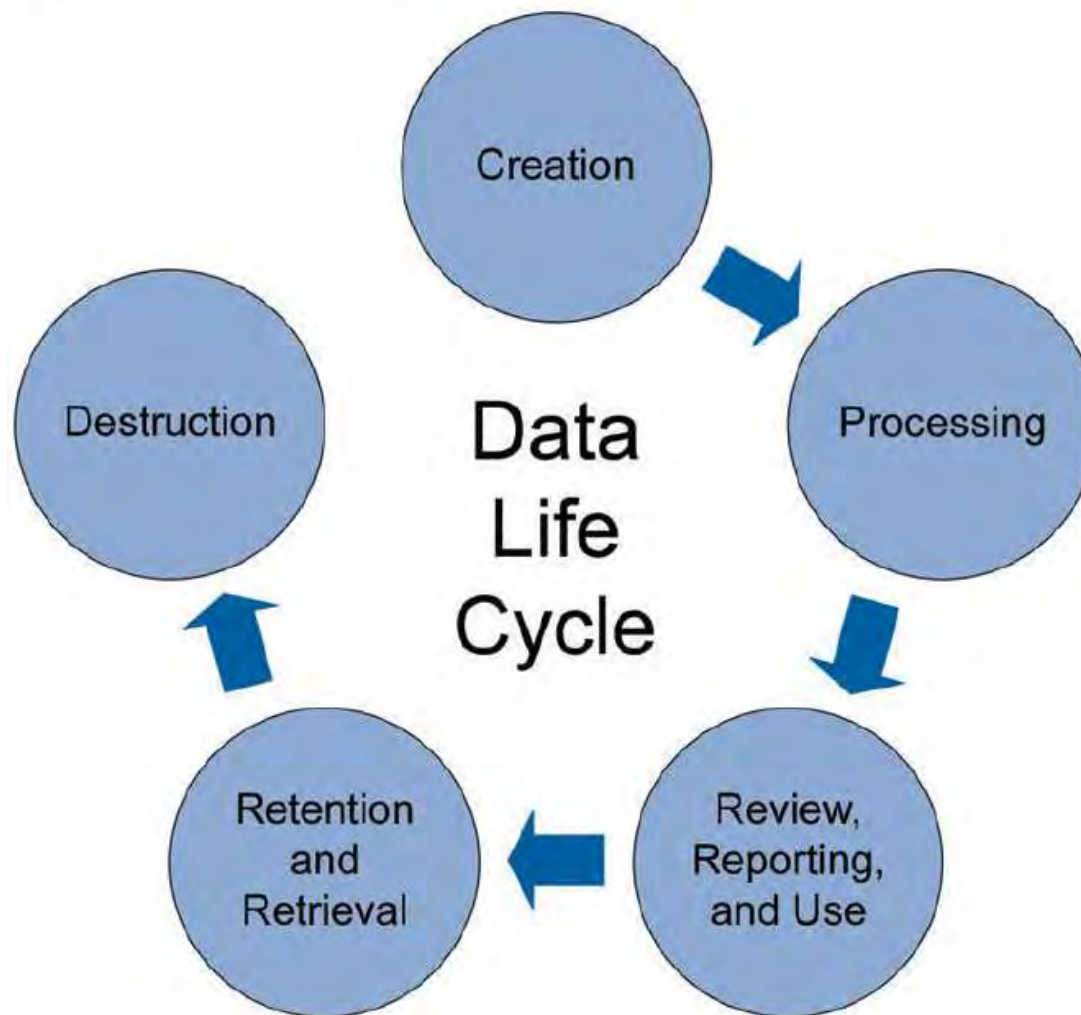 Creation
Processing
Review,
Reporting,
and Use
Retention
and
Retrieval
Destruction
Data
Life
Cycle